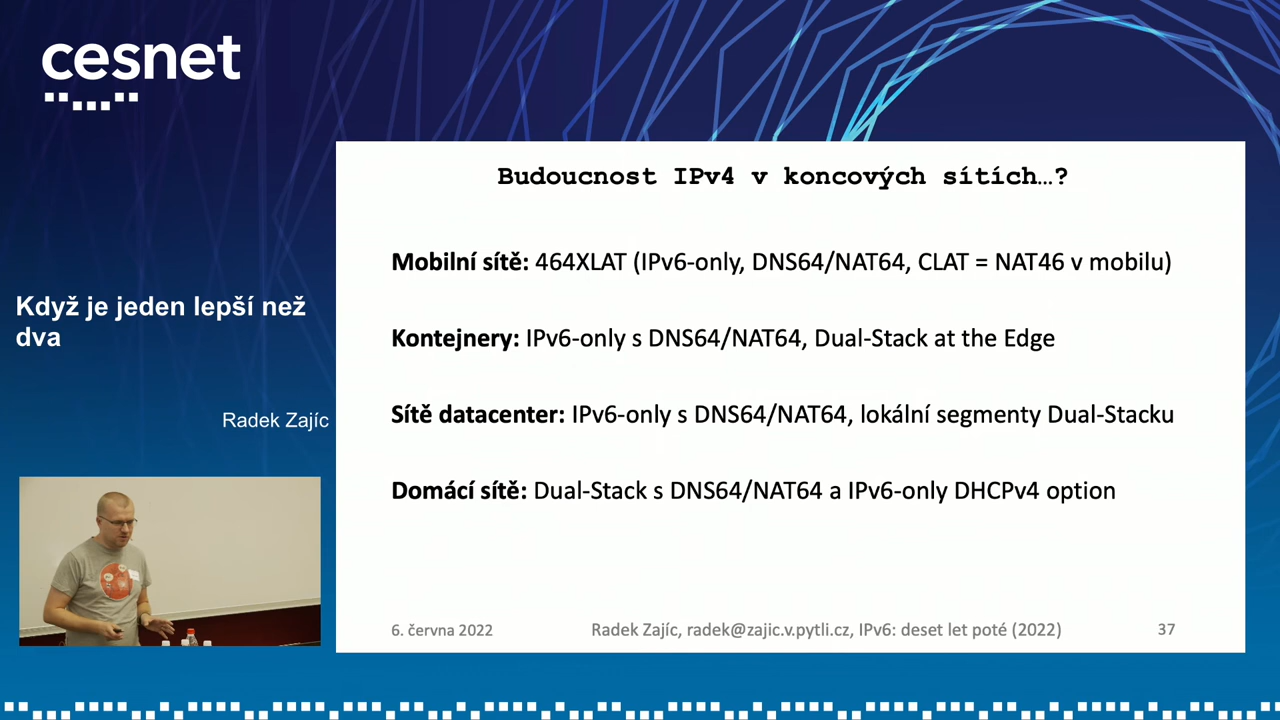 cesnet
Budoucnost IPv4 v koncových sítích…?
Mobilní sítě: 464XLAT (IPv6-only, DNS64/NAT64, CLAT = NAT46 v mobilu)
Když je jeden lepší než
dva
Kontejnery: IPv6-only s DNS64/NAT64, Dual-Stack at the Edge
Radek Zajíc
Sítě datacenter: IPv6-only s DNS64/NAT64, lokální segmenty Dual-Stacku
Domácí sítě: Dual-Stack s DNS64/NAT64 a IPv6-only DHCPv4 option
6. června 2022
Radek Zajíc, radek@zajic.v.pytli.cz, IPv6: deset let poté (2022)
37